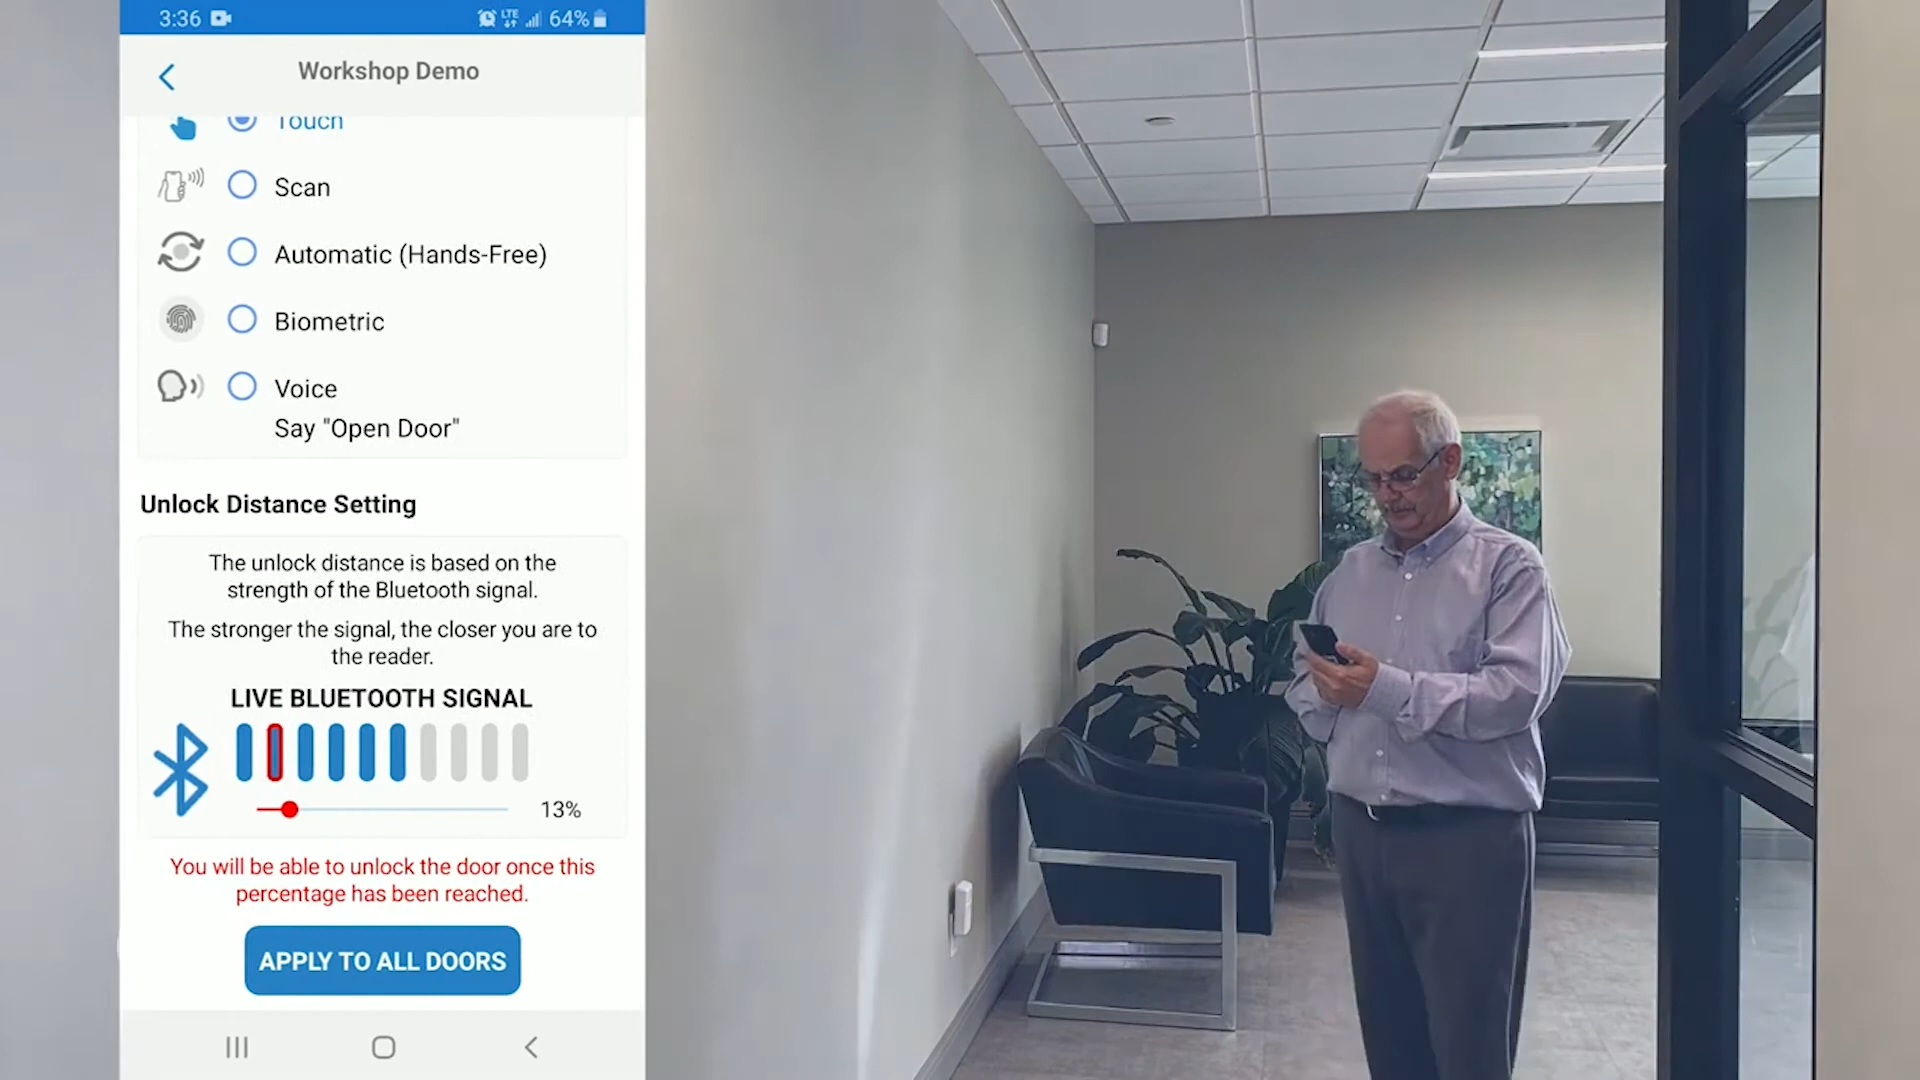 3:36
LTE
64%
Workshop Demo
Touch
Scan
Automatic (Hands-Free)
Biometric
Voice
Say "Open Door"
Unlock Distance Setting
The unlock distance is based on the
strength of the Bluetooth signal.
The stronger the signal, the closer you are to
the reader.
LIVE BLUETOOTH SIGNAL
13%
You will be able to unlock the door once this
percentage has been reached.
APPLY TO ALL DOORS